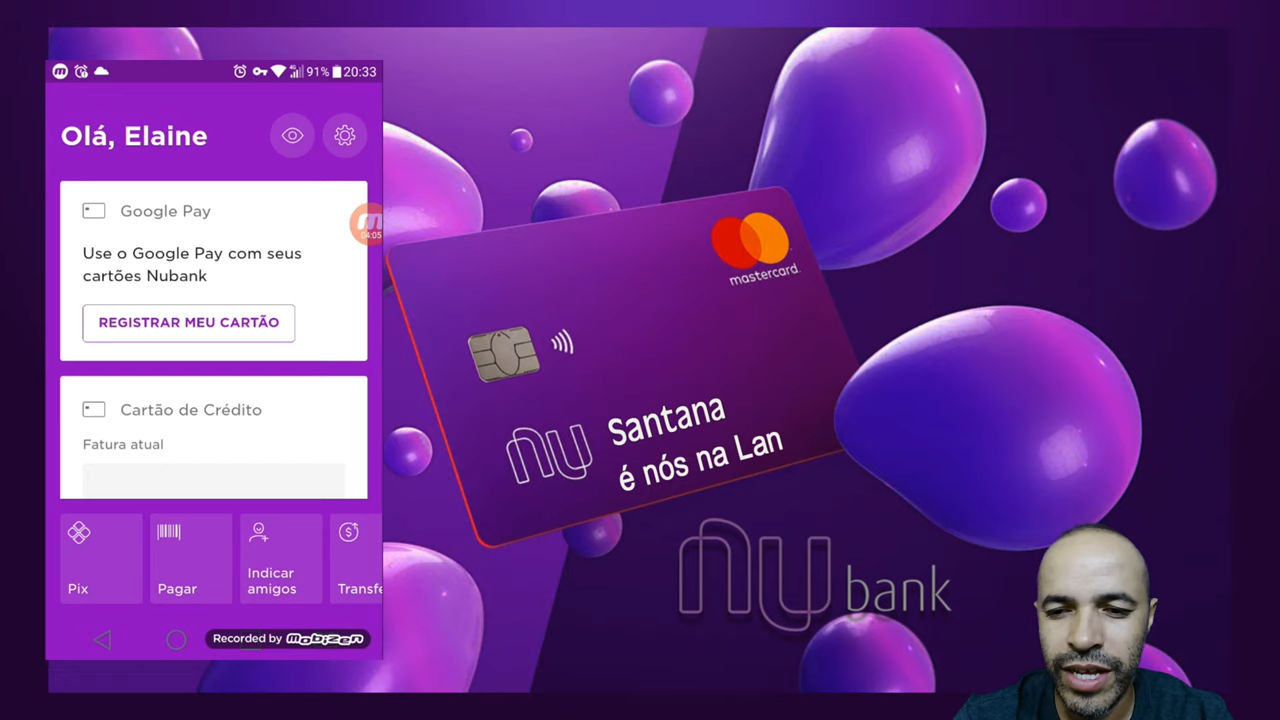 91% 20:33
Olá, Elaine
Google Pay
Use o Google Pay com seus
cartões Nubank
REGISTRAR MEU CARTÃO
04:05
Cartão de Crédito
Fatura atual
Pix
Pagar
Indicar
amigos
Transfe
Recorded by mobizen
mastercard.
nu
Santana
é nós na Lan
nu bank